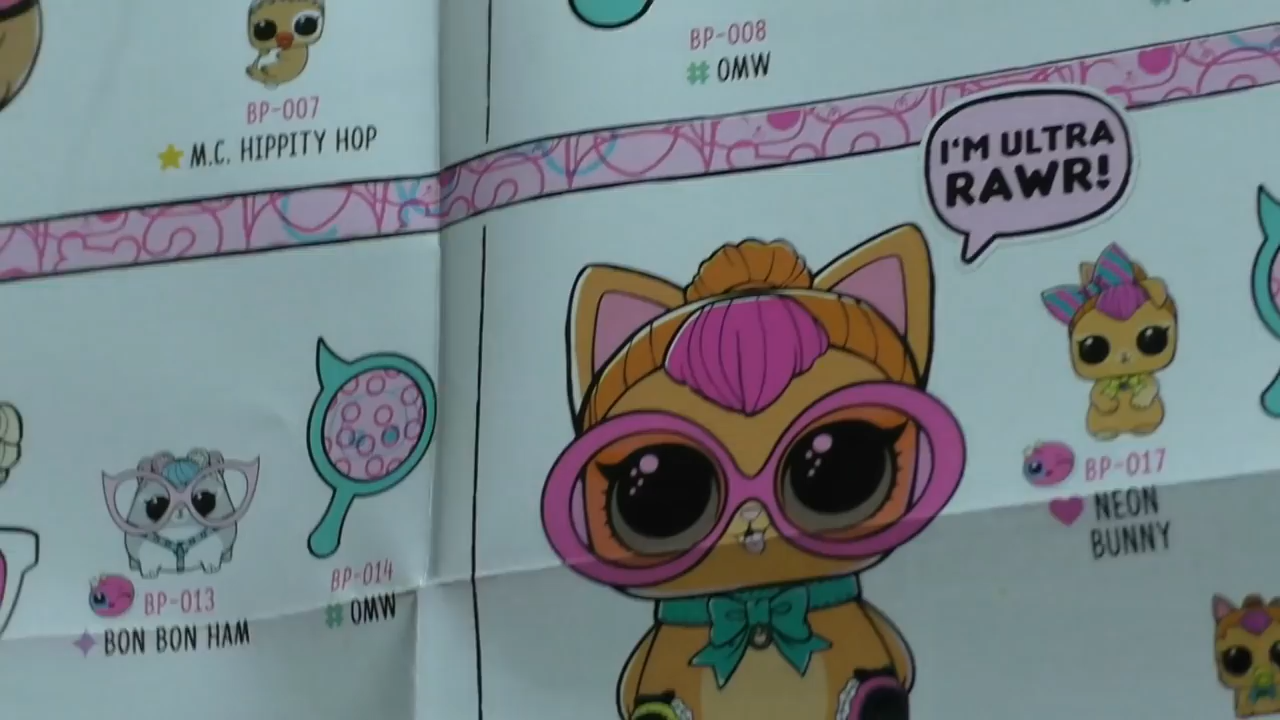 BP-007
M.C. HIPPITY HOP
BP-008
# OMW
I'M ULTRA
RAWR!
BP-013
BON BON HAM
BP-014
# OMW
BP-017
NEON
BUNNY